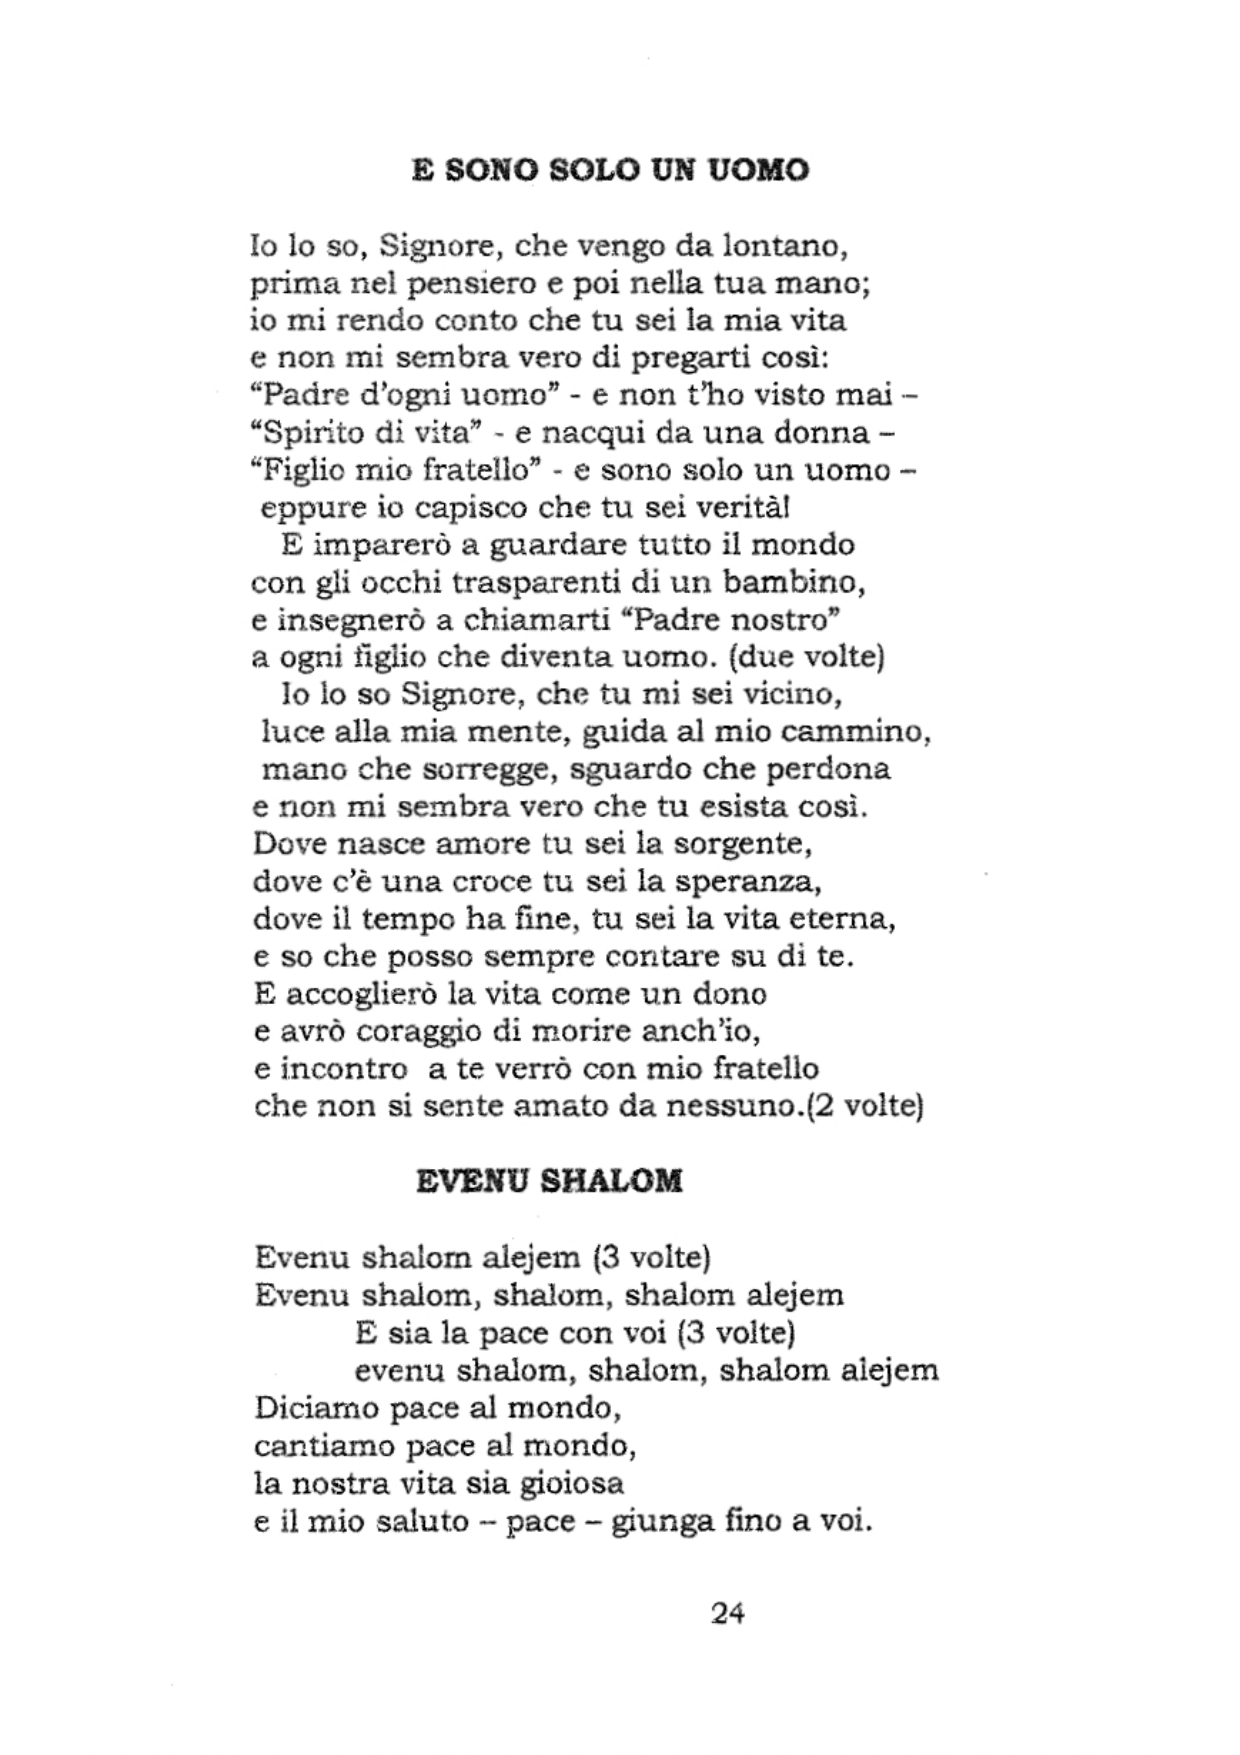 E SONO SOLO UN UOMO
Io lo so, Signore, che vengo da lontano,
prima nel pensiero e poi nella tua mano;
io mi rendo conto che tu sei la mia vita
e non mi sembra vero di pregarti così:
“Padre d’ogni uomo” - e non t’ho visto mai –
“Spirito di vita” - e nacqui da una donna –
“Figlio mio fratello” - e sono solo un uomo –
eppure io capisco che tu sei verità!
E imparerò a guardare tutto il mondo
con gli occhi trasparenti di un bambino,
e insegnerò a chiamarti “Padre nostro”
a ogni figlio che diventa uomo. (due volte)
Io lo so Signore, che tu mi sei vicino,
luce alla mia mente, guida al mio cammino,
mano che sorregge, sguardo che perdona
e non mi sembra vero che tu esista così.
Dove nasce amore tu sei la sorgente,
dove c’è una croce tu sei la speranza,
dove il tempo ha fine, tu sei la vita eterna,
e so che posso sempre contare su di te.
E accoglierò la vita come un dono
e avrò coraggio di morire anch’io,
e incontro  a te verrò con mio fratello
che non si sente amato da nessuno.(2 volte)
EVENU SHALOM
Evenu shalom alejem (3 volte)
Evenu shalom, shalom, shalom alejem
E sia la pace con voi (3 volte)
evenu shalom, shalom, shalom alejem
Diciamo pace al mondo,
cantiamo pace al mondo,
la nostra vita sia gioiosa
e il mio saluto – pace – giunga fino a voi.
24